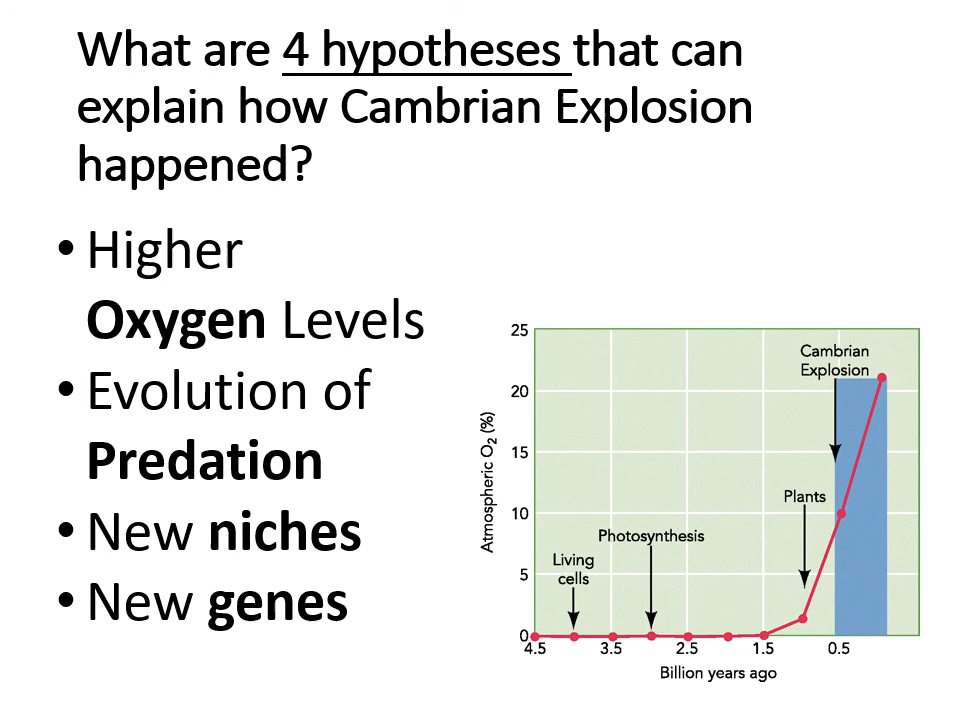 What are 4 hypotheses that can
explain how Cambrian Explosion
happened?
• Higher
Oxygen Levels
• Evolution of
Predation
• New niches
• New genes
25
20
15
10
5
0
Atmospheric O₂ (%)
Cambrian
Explosion
Plants
Photosynthesis
Living
cells
4.5
3.5
2.5
1.5
0.5
Billion years ago